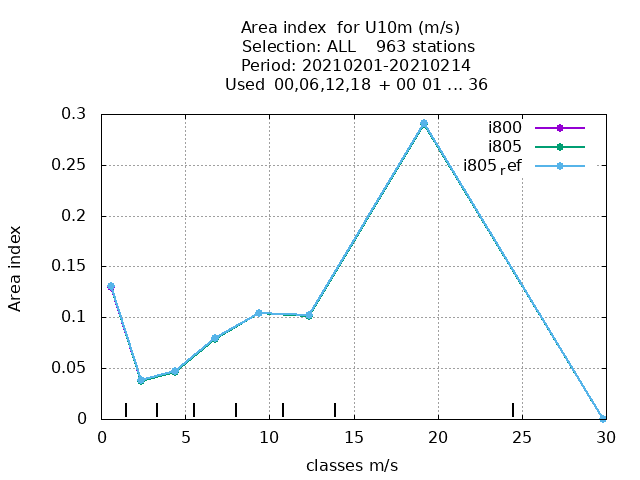 Area index  for U10m (m/s)
Selection: ALL    963 stations
Period: 20210201-20210214
Used  00,06,12,18 + 00 01 ... 36
0.3
i800
i805
i805ref
0.25
0.2
0.15
0.1
0.05
0
Area index
0 5 10 15 20 25 30
classes m/s